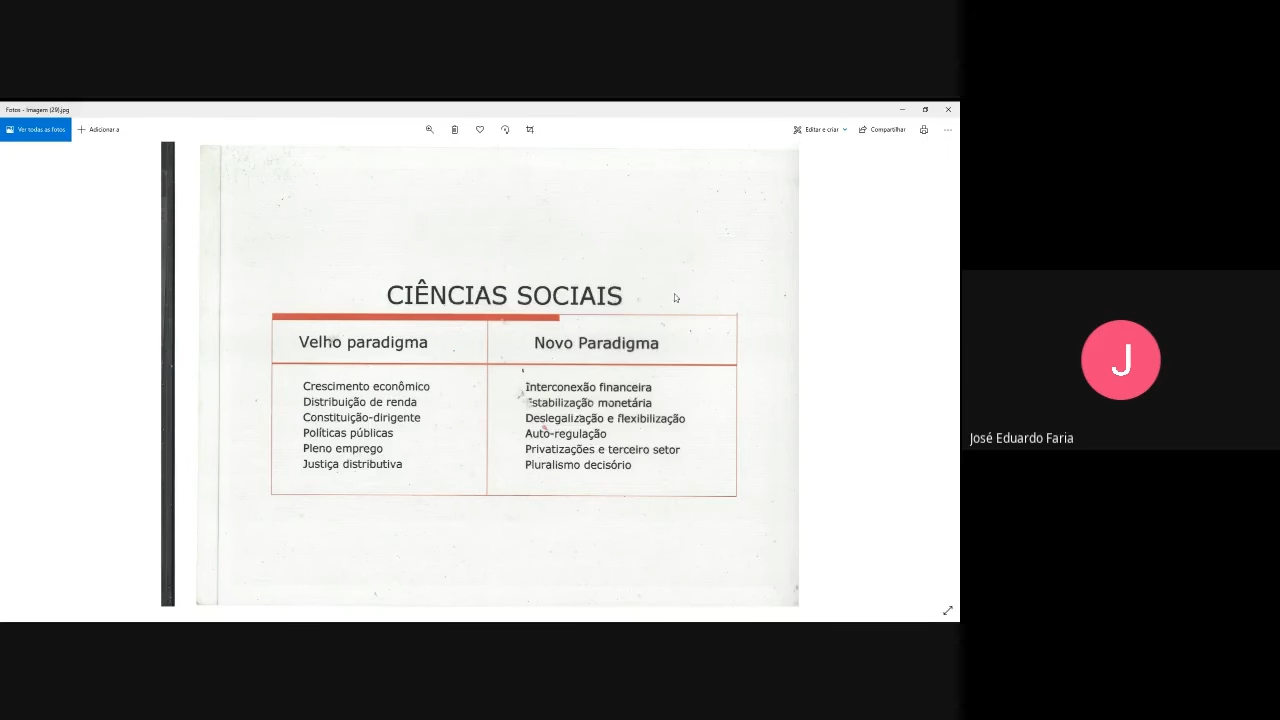 Fotos - Imagem (29).jpg
Ver todas as fotos
Adicionar a
Editar e criar
Compartilhar
CIÊNCIAS SOCIAIS
Velho paradigma
Novo Paradigma
Crescimento econômico
Interconexão financeira
Distribuição de renda
Estabilização monetária
Constituição-dirigente
Deslegalização e flexibilização
Políticas públicas
Auto-regulação
Pleno emprego
Privatizações e terceiro setor
Justiça distributiva
Pluralismo decisório
J
José Eduardo Faria